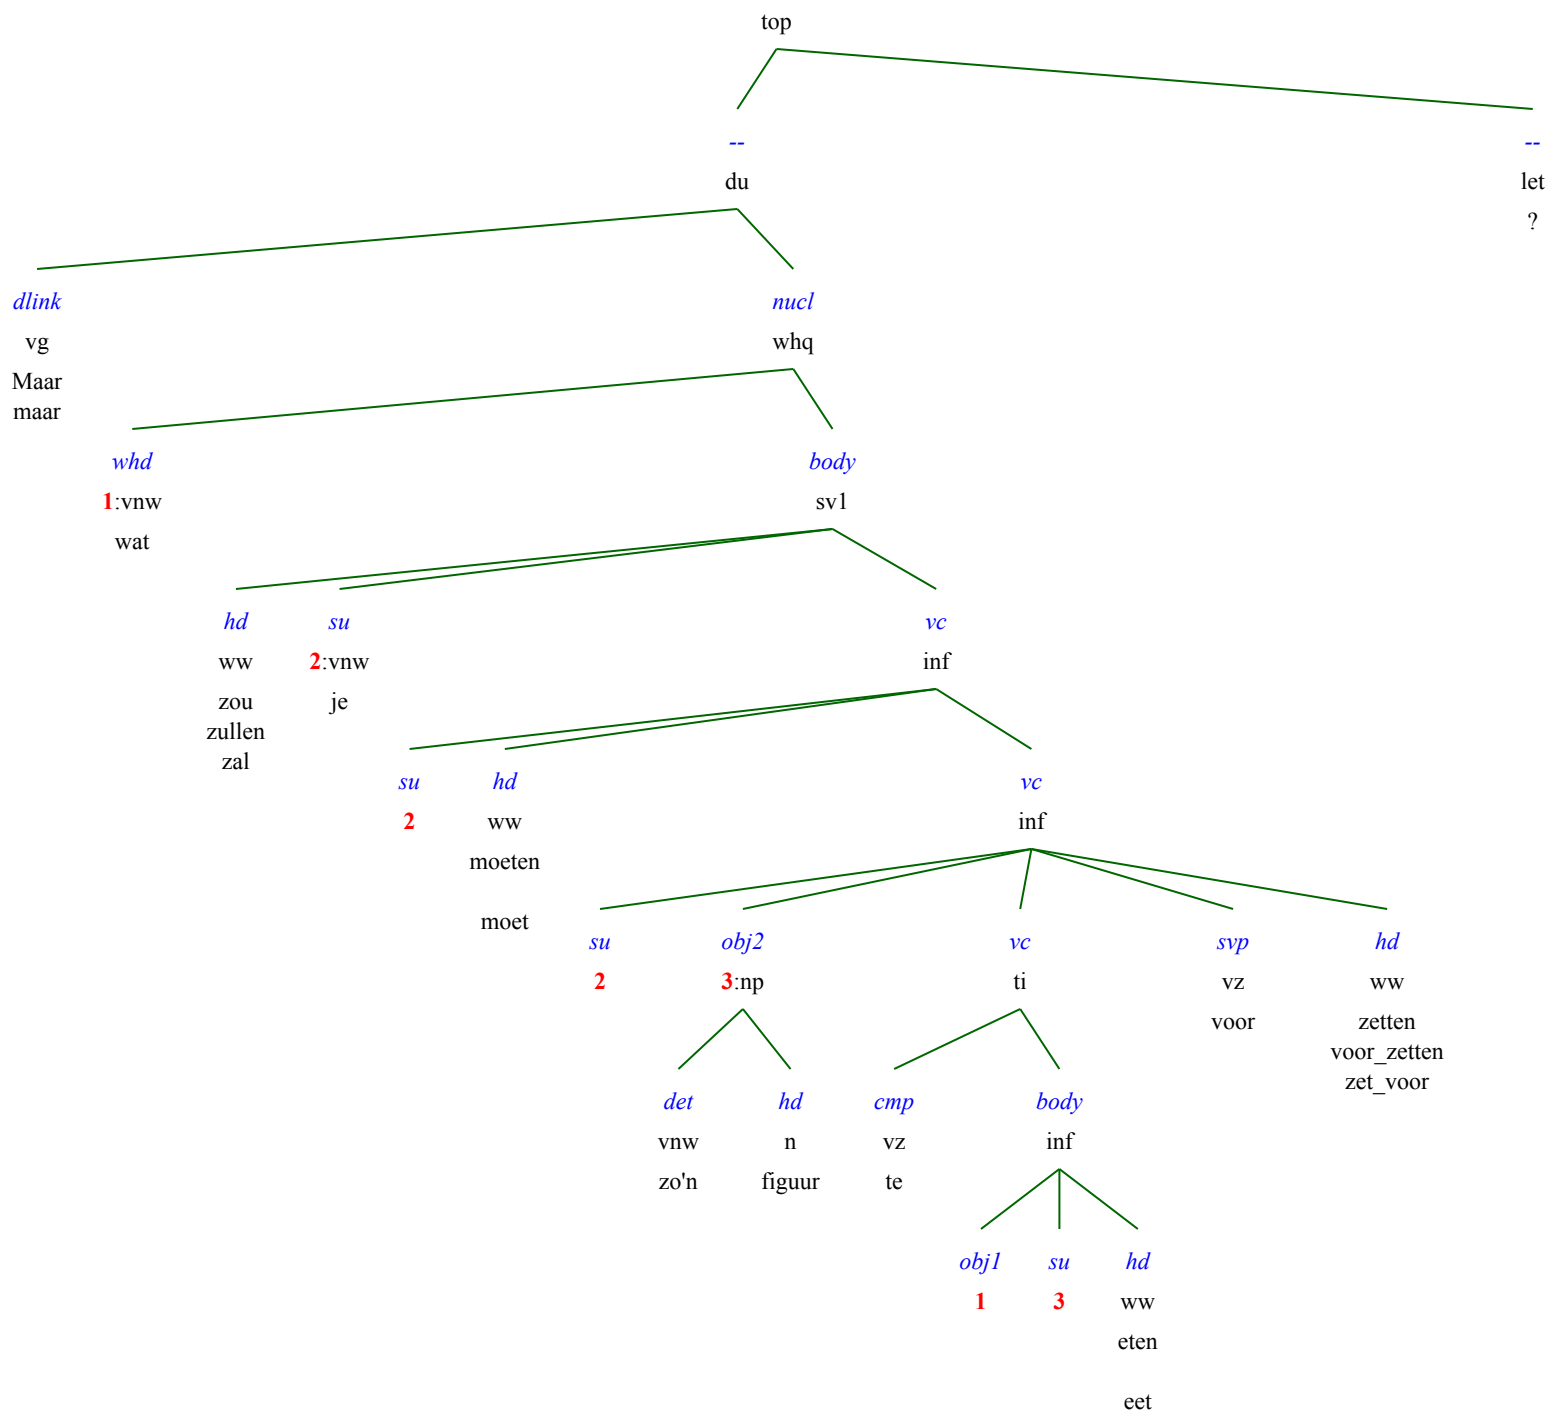 top
-- --
du let
?
dlink nucl
vg whq
Maar
maar
whd body
1:vnw sv1
wat
hd su vc
ww 2:vnw inf
zou je
zullen
zal
su hd vc
2 ww inf
moeten
moet
su obj2 vc svp hd
2 3:np ti vz ww
voor zetten
voor_zetten
zet_voor
det hd cmp body
vnw n vz inf
zo'n figuur te
obj1 su hd
1 3 ww
eten
eet